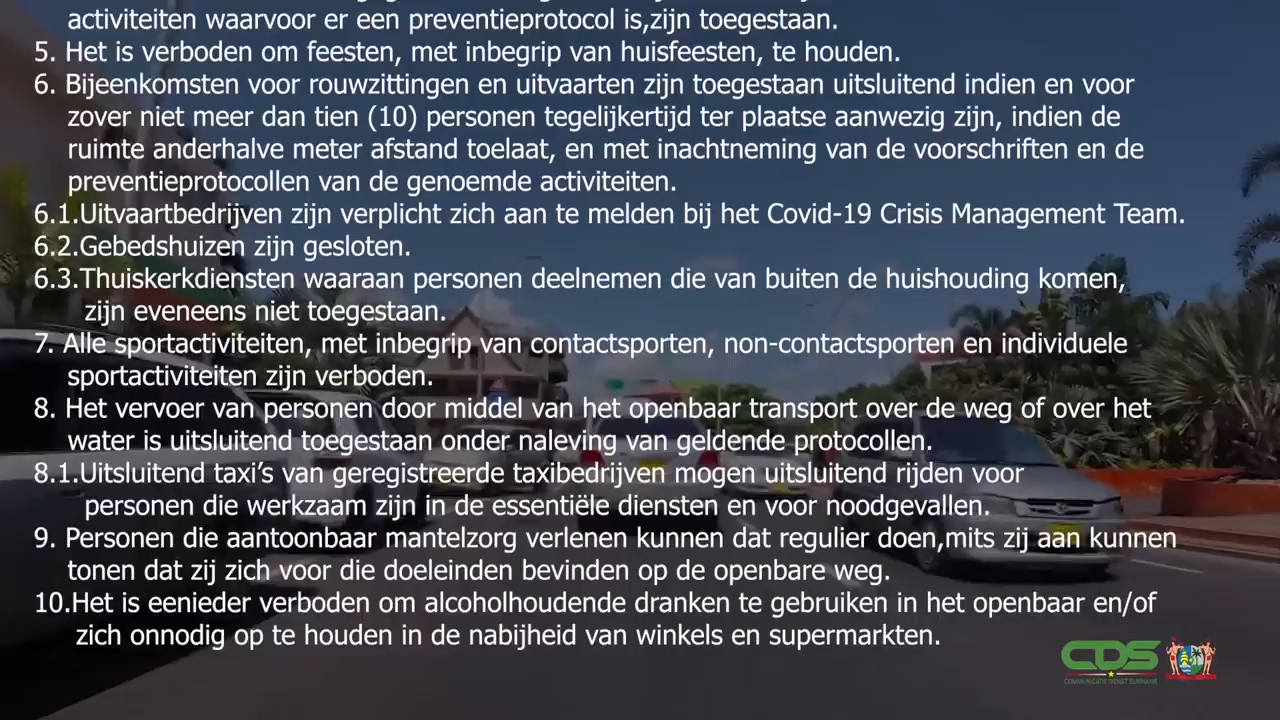 activiteiten waarvoor er een preventieprotocol is,zijn toegestaan.
5. Het is verboden om feesten, met inbegrip van huisfeesten, te houden.
6. Bijeenkomsten voor rouwzittingen en uitvaarten zijn toegestaan uitsluitend indien en voor
zover niet meer dan tien (10) personen tegelijkertijd ter plaatse aanwezig zijn, indien de
ruimte anderhalve meter afstand toelaat, en met inachtneming van de voorschriften en de
preventieprotocollen van de genoemde activiteiten.
6.1.Uitvaartbedrijven zijn verplicht zich aan te melden bij het Covid-19 Crisis Management Team.
6.2.Gebedshuizen zijn gesloten.
6.3.Thuiskerkdiensten waaraan personen deelnemen die van buiten de huishouding komen,
zijn eveneens niet toegestaan.
7. Alle sportactiviteiten, met inbegrip van contactsporten, non-contactsporten en individuele
sportactiviteiten zijn verboden.
8. Het vervoer van personen door middel van het openbaar transport over de weg of over het
water is uitsluitend toegestaan onder naleving van geldende protocollen.
8.1.Uitsluitend taxi’s van geregistreerde taxibedrijven mogen uitsluitend rijden voor
personen die werkzaam zijn in de essentiële diensten en voor noodgevallen.
9. Personen die aantoonbaar mantelzorg verlenen kunnen dat regulier doen,mits zij aan kunnen
tonen dat zij zich voor die doeleinden bevinden op de openbare weg.
10.Het is eenieder verboden om alcoholhoudende dranken te gebruiken in het openbaar en/of
zich onnodig op te houden in de nabijheid van winkels en supermarkten.
CDS
COMMUNICATIE DIENST SURINAME